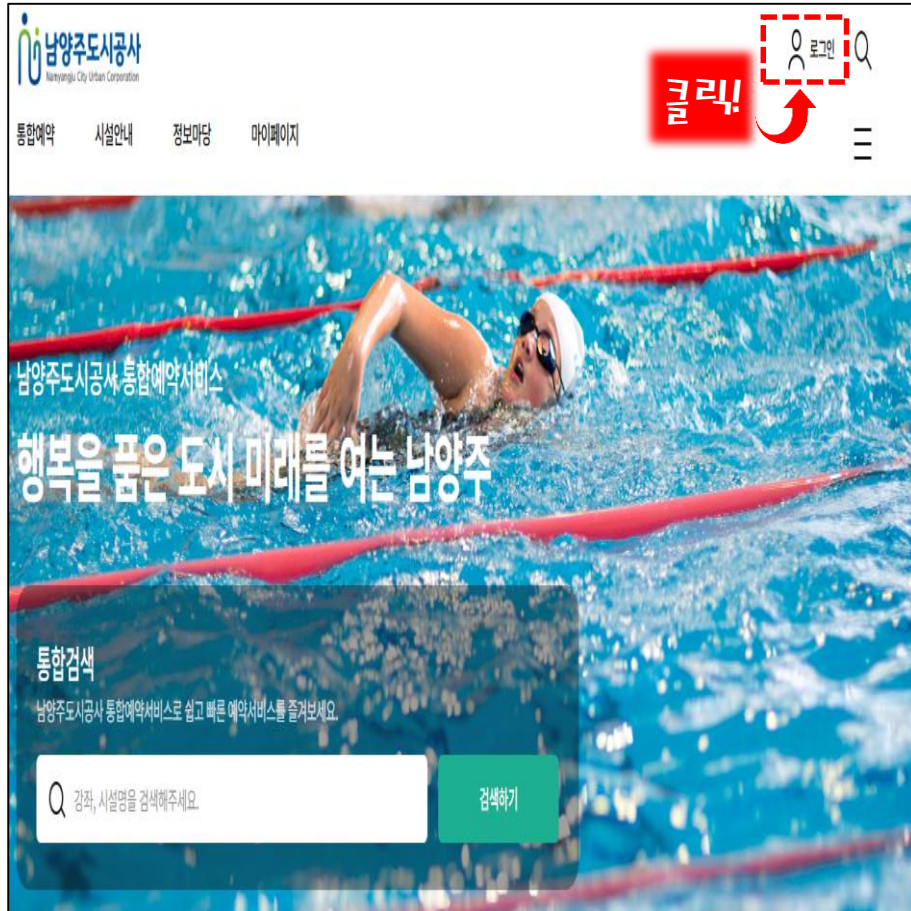 남양주도시공사
Namyangju City Urban Corporation
로그인
클릭!
통합예약 시설안내 정보마당 마이페이지
남양주도시공사 통합예약서비스
행복을 품은 도시 미래를 여는 남양주
통합검색
남양주도시공사 통합예약서비스로 쉽고 빠른 예약서비스를 즐겨보세요.
강좌, 시설명을 검색해주세요.
검색하기